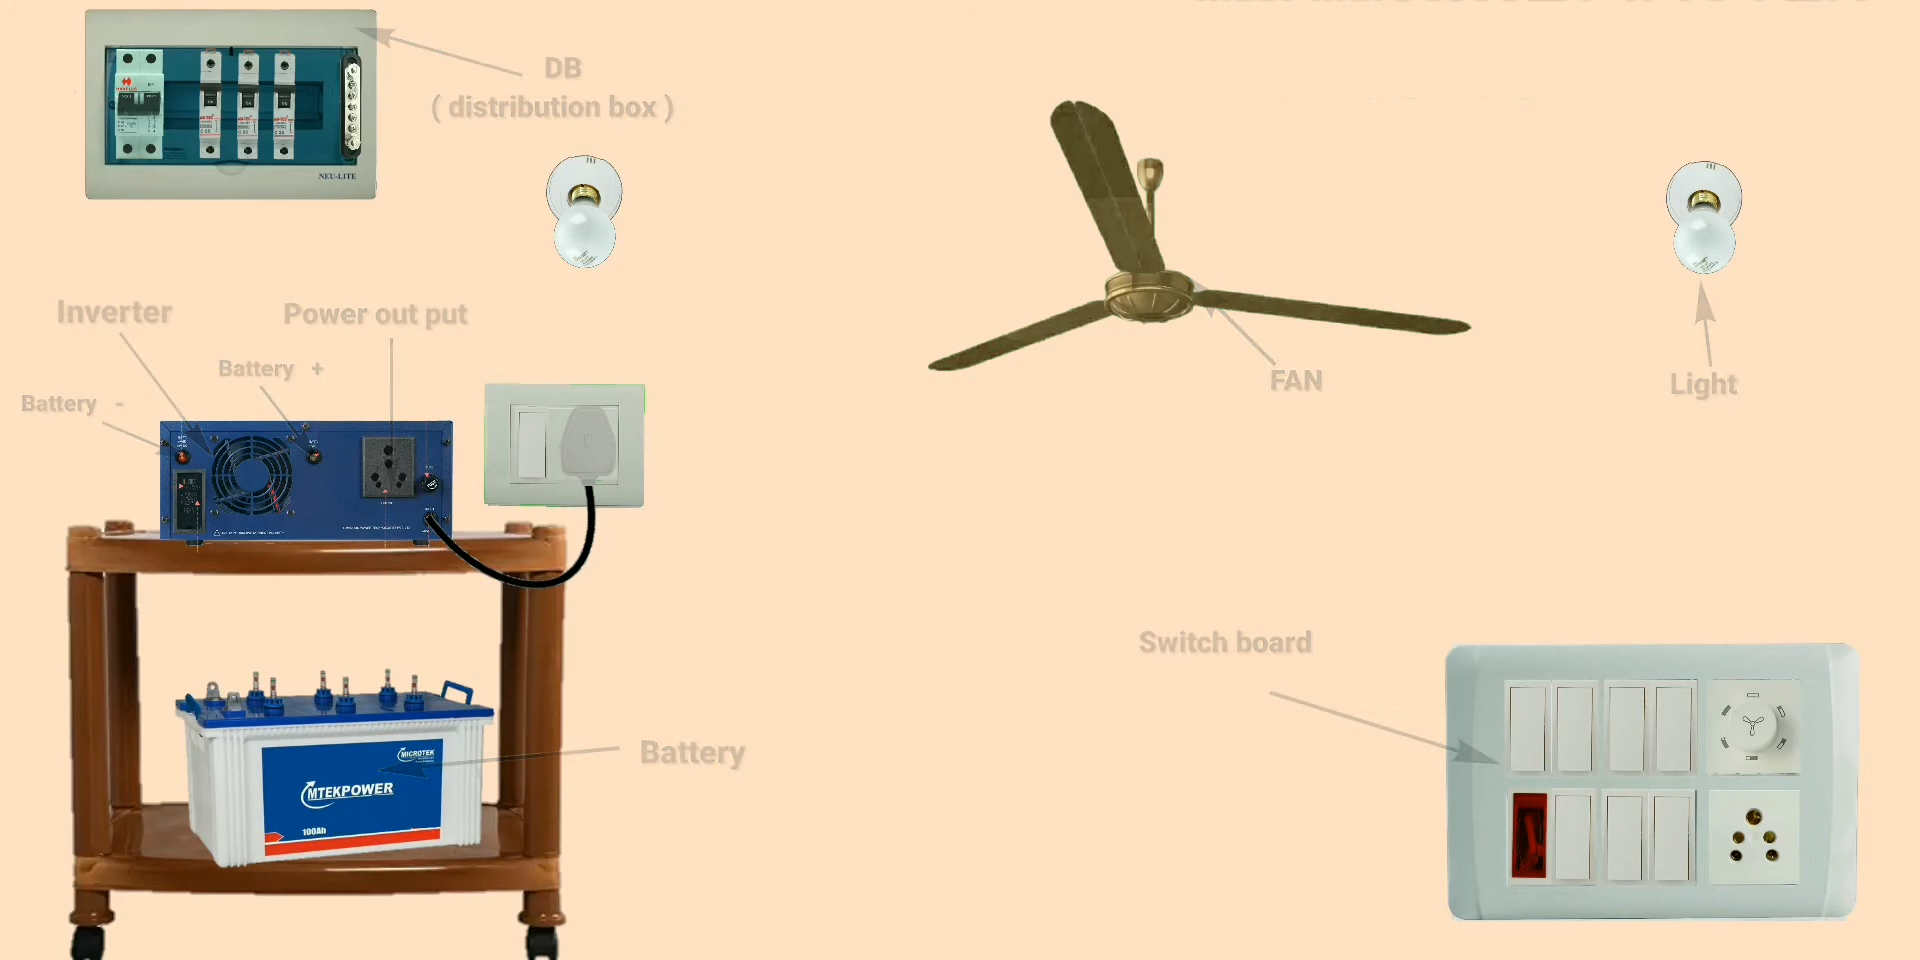 DB
( distribution box )
NEU-LITE
Inverter
Power out put
Battery +
Battery -
FAN
Light
Switch board
Battery
MICROTEK
MTEKPOWER
100Ah